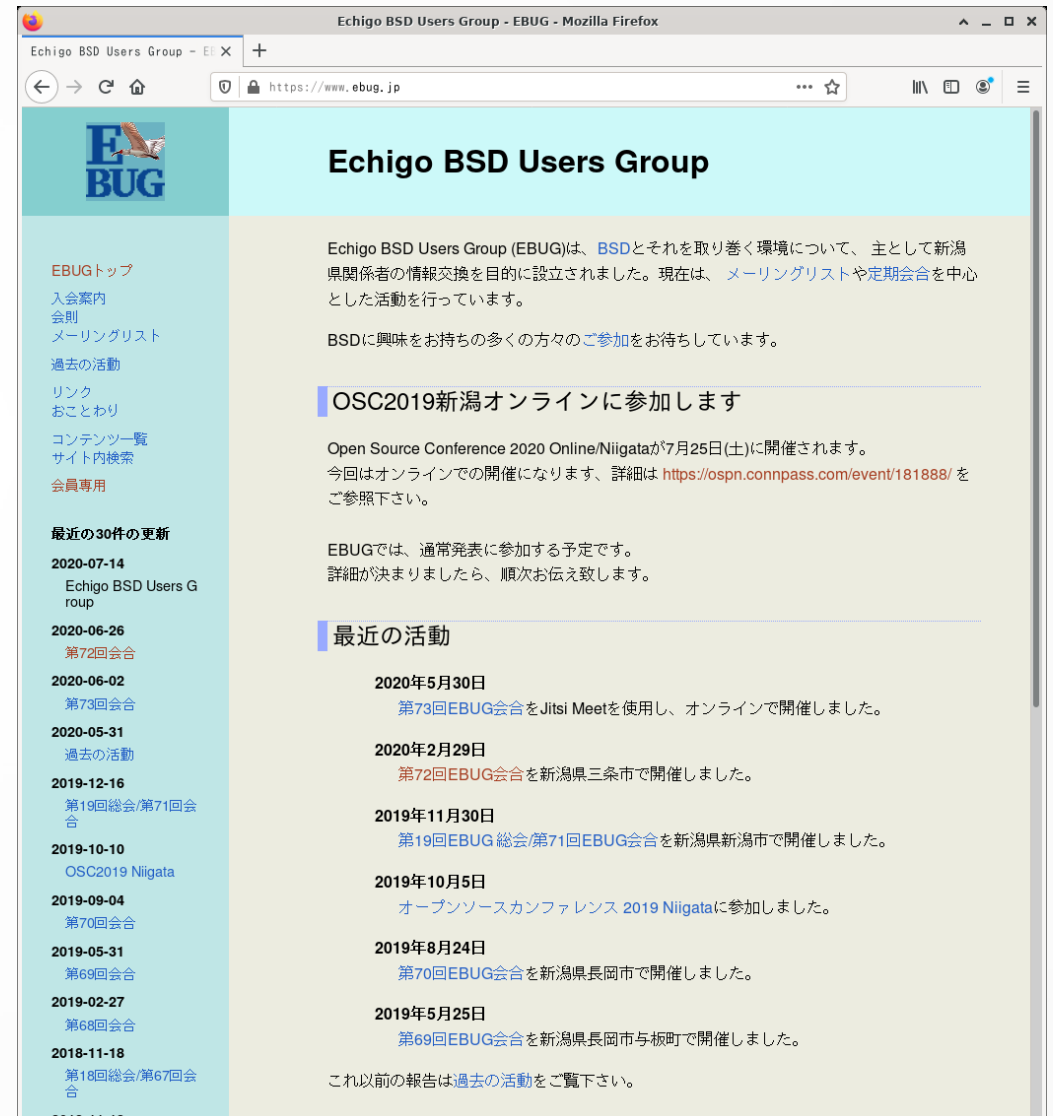 Echigo BSD Users Group - EBUG - Mozilla Firefox
Echigo BSD Users Group - EB
https://www.ebug.jp
E
BUG
Echigo BSD Users Group
EBUGトップ
入会案内
会則
メーリングリスト
過去の活動
リンク
おことわり
コンテンツ一覧
サイト内検索
会員専用
最近の30件の更新
2020-07-14
Echigo BSD Users G
roup
2020-06-26
第72回会合
2020-06-02
第73回会合
2020-05-31
過去の活動
2019-12-16
第19回総会/第71回会
合
2019-10-10
OSC2019 Niigata
2019-09-04
第70回会合
2019-05-31
第69回会合
2019-02-27
第68回会合
2018-11-18
第18回総会/第67回会
合
Echigo BSD Users Group (EBUG)は、BSDとそれを取り巻く環境について、 主として新潟
県関係者の情報交換を目的に設立されました。現在は、 メーリングリストや定期会合を中心
とした活動を行っています。
BSDに興味をお持ちの多くの方々のご参加をお待ちしています。
OSC2019新潟オンラインに参加します
Open Source Conference 2020 Online/Niigataが7月25日(土)に開催されます。
今回はオンラインでの開催になります、詳細は https://ospn.connpass.com/event/181888/ を
ご参照下さい。
EBUGでは、通常発表に参加する予定です。
詳細が決まりましたら、順次お伝え致します。
最近の活動
2020年5月30日
第73回EBUG会合をJitsi Meetを使用し、オンラインで開催しました。
2020年2月29日
第72回EBUG会合を新潟県三条市で開催しました。
2019年11月30日
第19回EBUG 総会/第71回EBUG会合を新潟県新潟市で開催しました。
2019年10月5日
オープンソースカンファレンス 2019 Niigataに参加しました。
2019年8月24日
第70回EBUG会合を新潟県長岡市で開催しました。
2019年5月25日
第69回EBUG会合を新潟県長岡市与板町で開催しました。
これ以前の報告は過去の活動をご覧下さい。